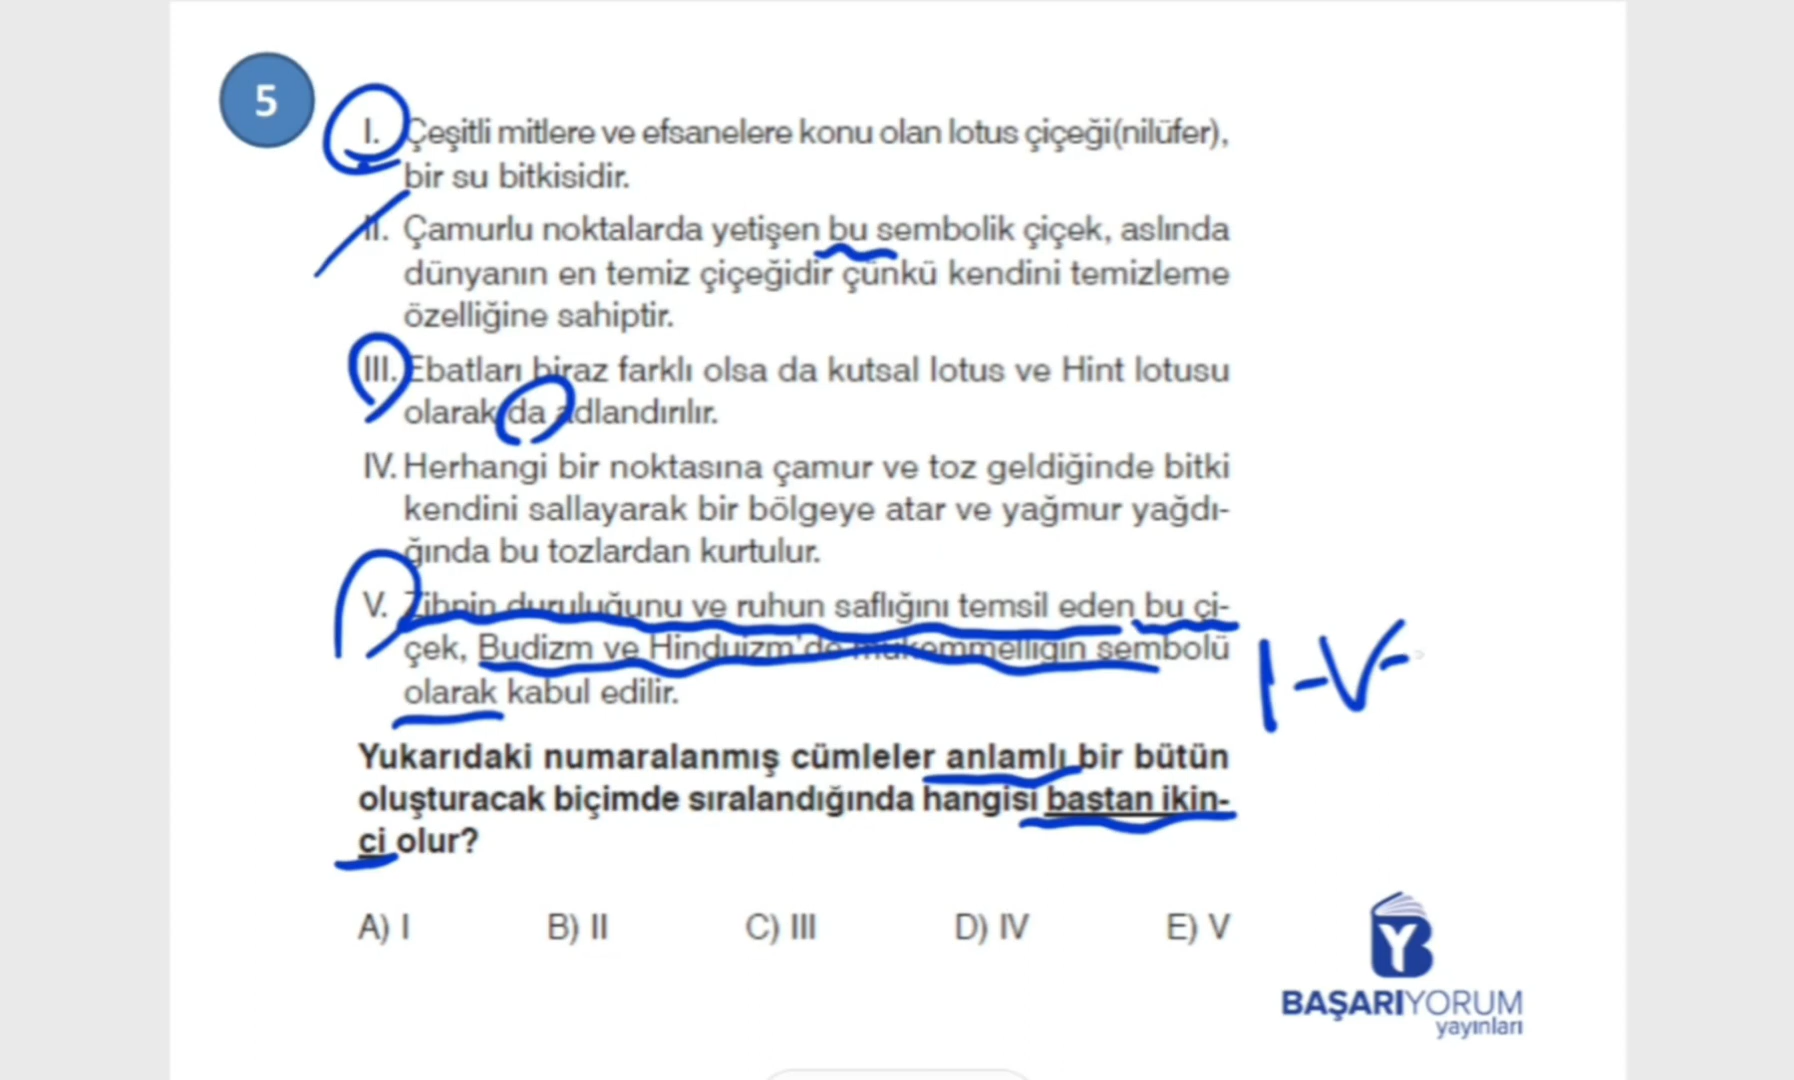 5
I. Çeşitli mitlere ve efsanelere konu olan lotus çiçeği(nilüfer),
bir su bitkisidir.
II. Çamurlu noktalarda yetişen bu sembolik çiçek, aslında
dünyanın en temiz çiçeğidir çünkü kendini temizleme
özelliğine sahiptir.
III. Ebatları biraz farklı olsa da kutsal lotus ve Hint lotusu
olarak da adlandırılır.
IV. Herhangi bir noktasına çamur ve toz geldiğinde bitki
kendini sallayarak bir bölgeye atar ve yağmur yağdı-
ğında bu tozlardan kurtulur.
V. Zihnin duruluğunu ve ruhun saflığını temsil eden bu çi-
çek, Budizm ve Hinduizm'de mükemmelliğin sembolü
olarak kabul edilir.
I-V-
Yukarıdaki numaralanmış cümleler anlamlı bir bütün
oluşturacak biçimde sıralandığında hangisi baştan ikin-
ci olur?
A) I B) II C) III D) IV E) V
BAŞARIYORUM
yayınları